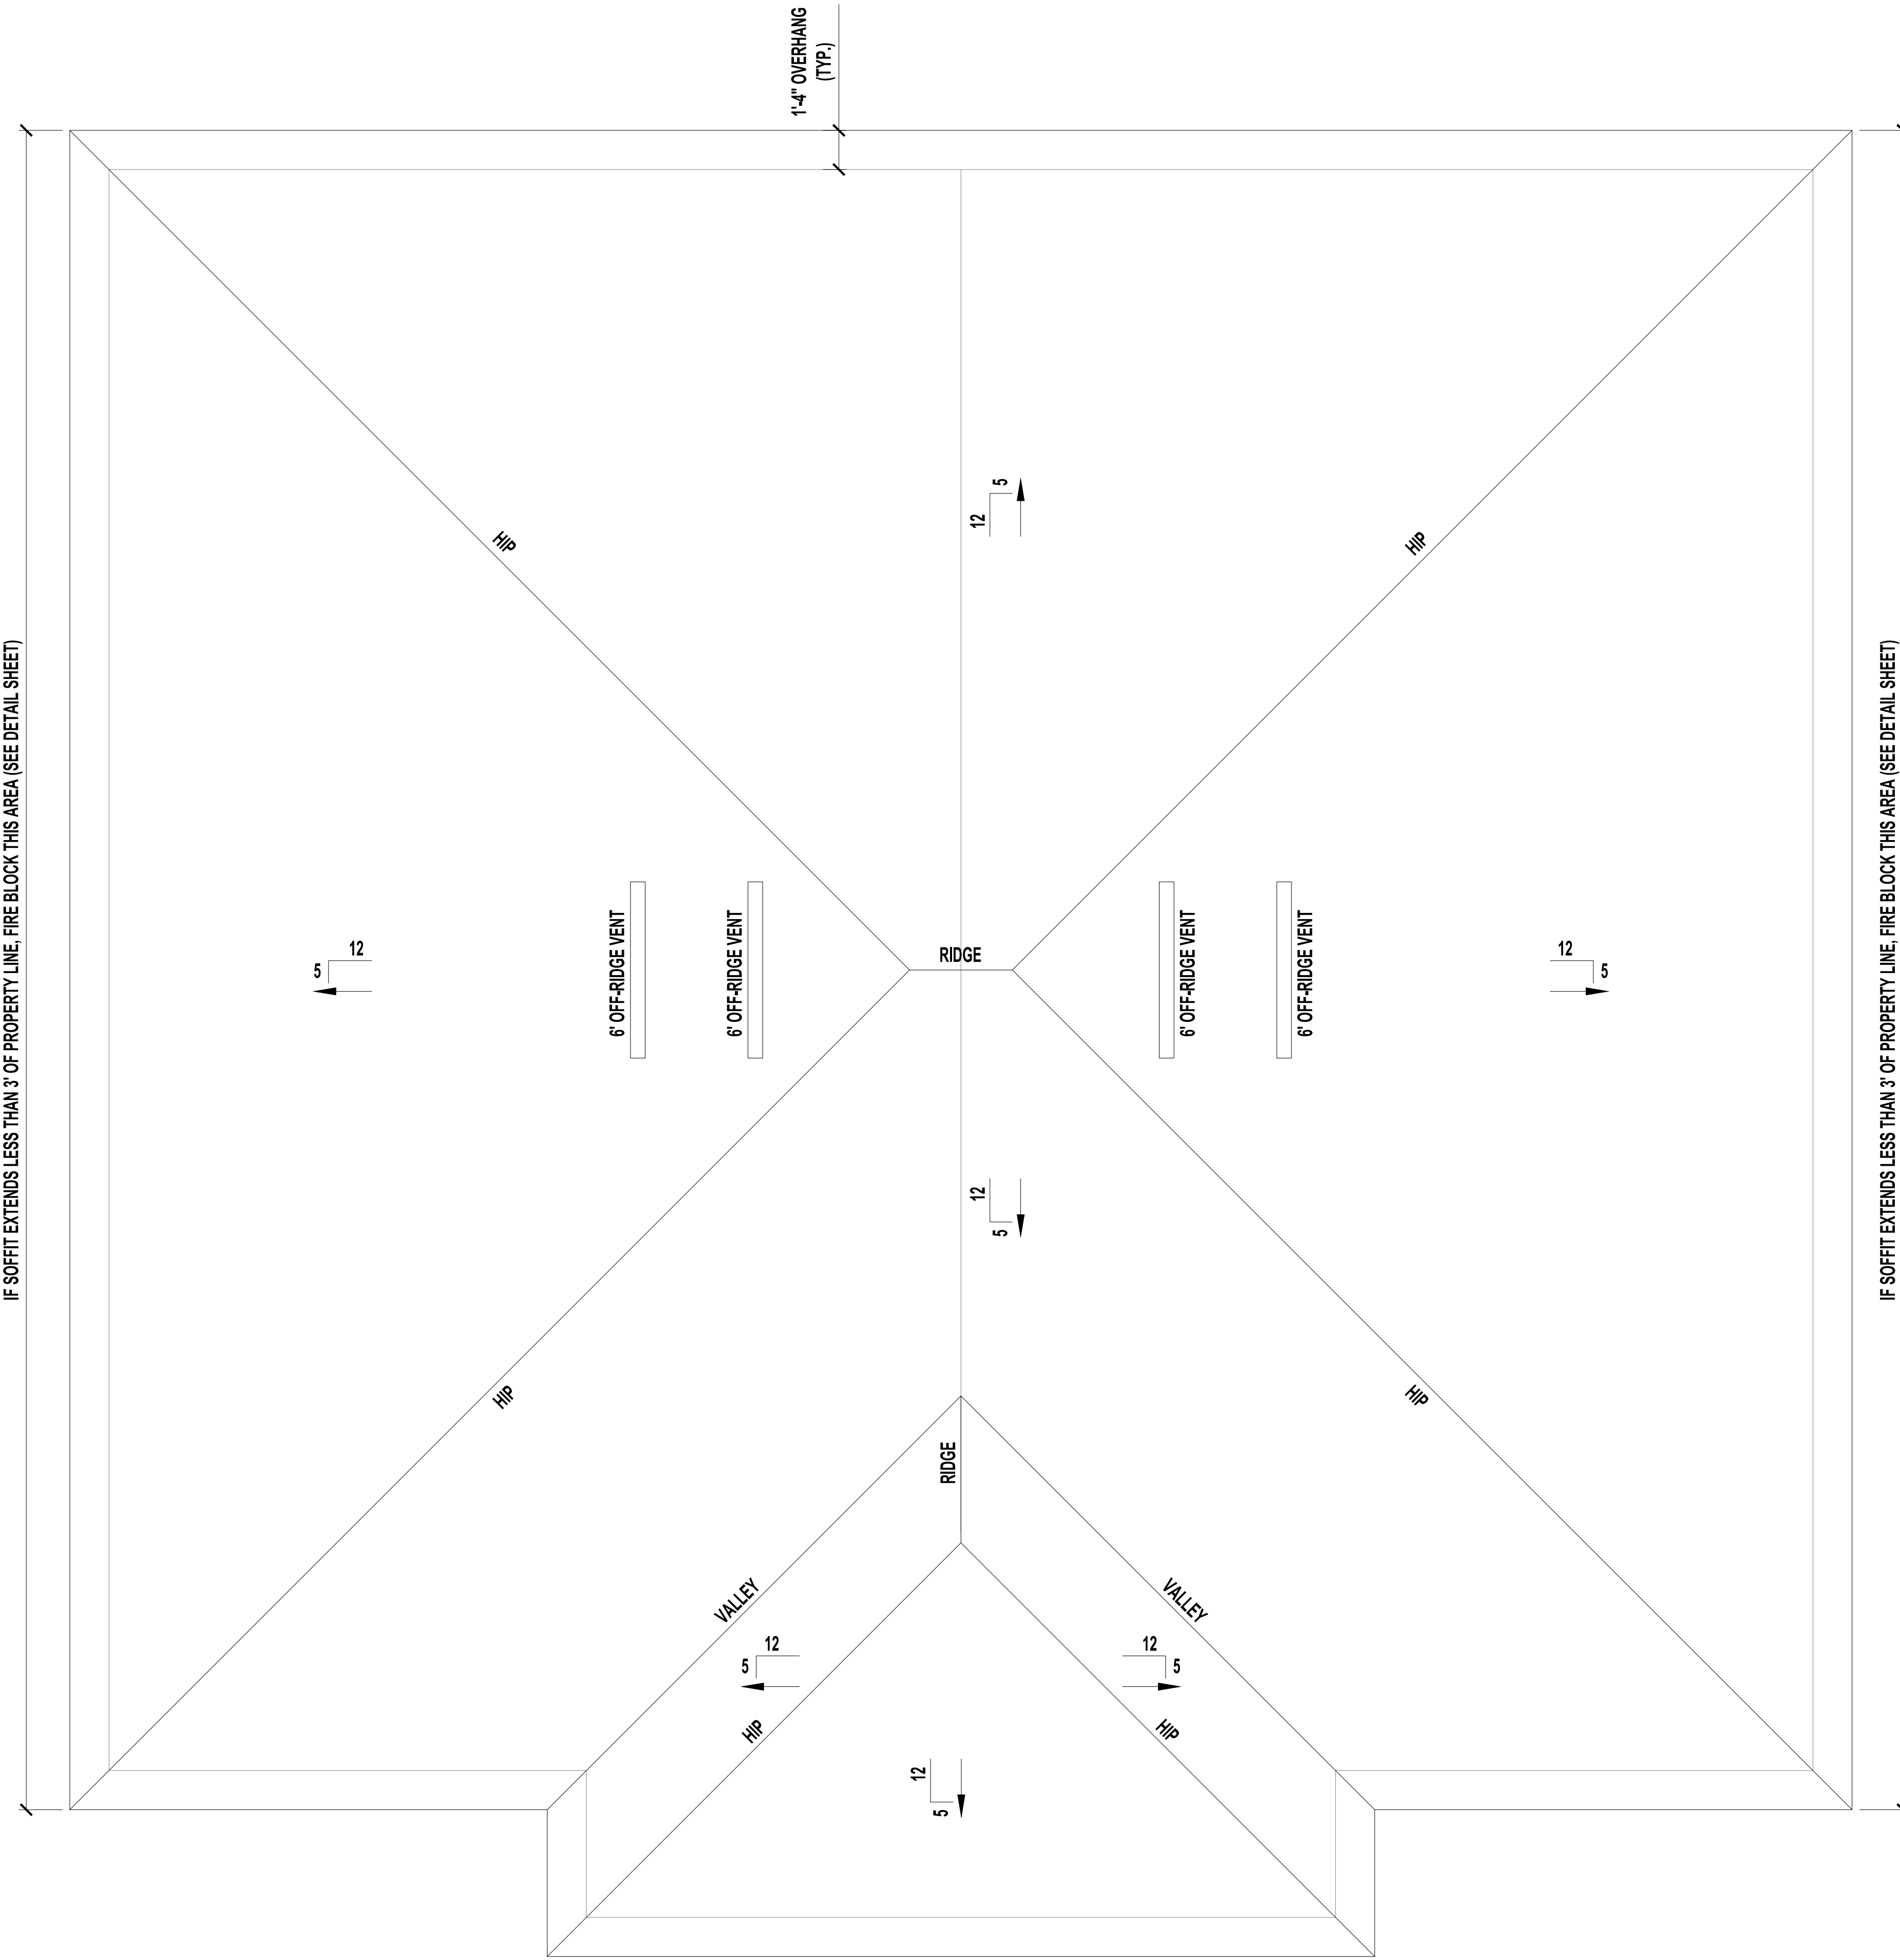 1'-4" OVERHANG
(TYP.)
IF SOFFIT EXTENDS LESS THAN 3' OF PROPERTY LINE, FIRE BLOCK THIS AREA (SEE DETAIL SHEET)
IF SOFFIT EXTENDS LESS THAN 3' OF PROPERTY LINE, FIRE BLOCK THIS AREA (SEE DETAIL SHEET)
12
5
HIP
HIP
6' OFF-RIDGE VENT
6' OFF-RIDGE VENT
6' OFF-RIDGE VENT
6' OFF-RIDGE VENT
12
5
RIDGE
12
5
12
5
HIP
HIP
RIDGE
VALLEY
VALLEY
12
5
12
5
HIP
HIP
12
5